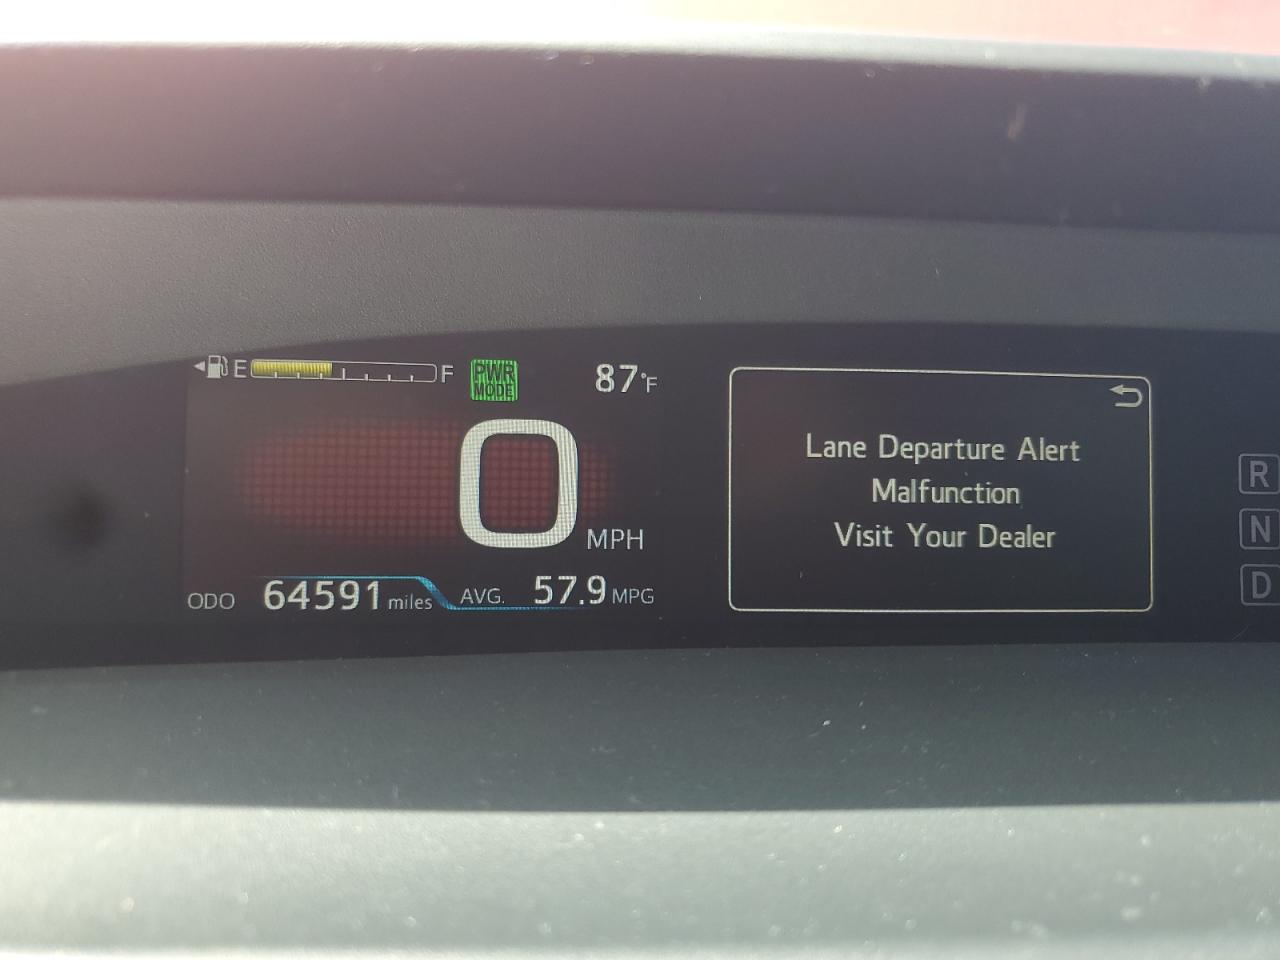 E F
PWR
MODE
87°F
0 MPH
ODO 64591 miles AVG. 57.9 MPG
Lane Departure Alert
Malfunction
Visit Your Dealer
R
N
D